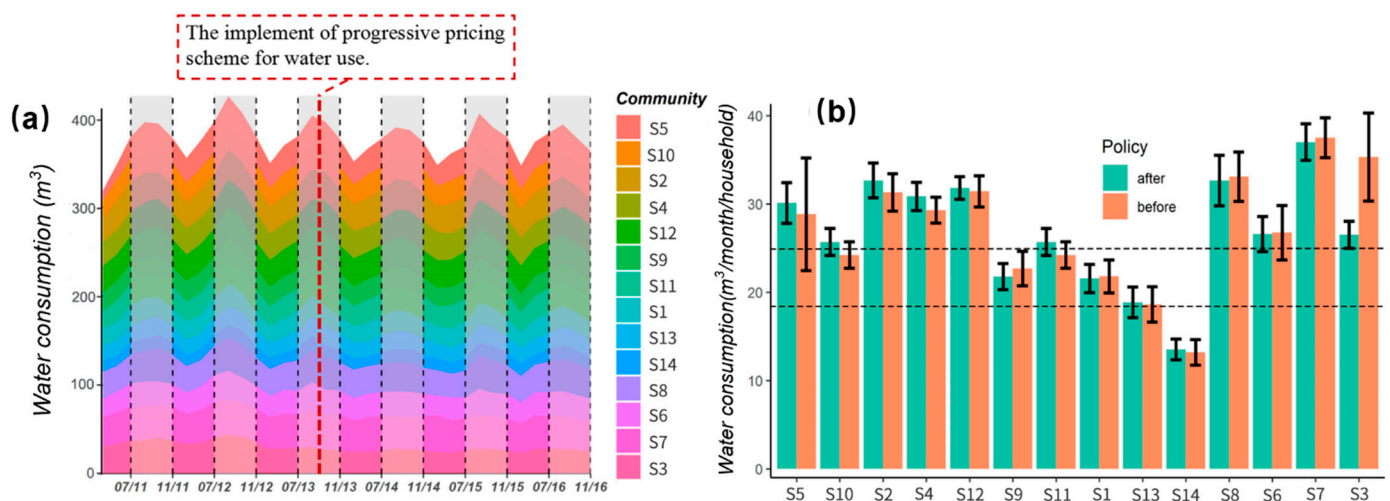 The implement of progressive pricing
scheme for water use.
(a)
Water consumption (m³)
400
300
200
100
0
07/11 11/11 07/12 11/12 07/13 11/13 07/14 11/14 07/15 11/15 07/16 11/16
Community
S5
S10
S2
S4
S12
S9
S11
S1
S13
S14
S8
S6
S7
S3
(b)
Water consumption(m³/month/household)
40
30
20
10
0
Policy
after
before
S5 S10 S2 S4 S12 S9 S11 S1 S13 S14 S8 S6 S7 S3